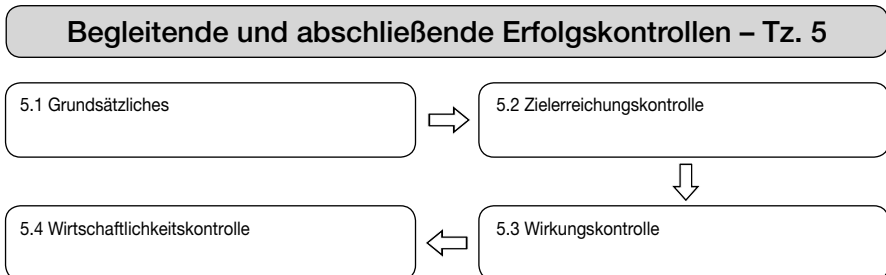 Begleitende und abschließende Erfolgskontrollen – Tz. 5
5.1 Grundsätzliches
5.2 Zielerreichungskontrolle
5.3 Wirkungskontrolle
5.4 Wirtschaftlichkeitskontrolle